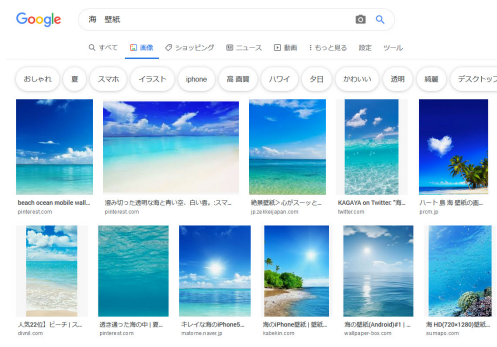 Google
海 壁紙
すべて 画像 ショッピング ニュース 動画 もっと見る 設定 ツール
おしゃれ 夏 スマホ イラスト iphone 高 画質 ハワイ 夕日 かわいい 透明 綺麗 デスクトップ
beach ocean mobile wall...
pinterest.com
澄み切った透明な海と青い空、白い雲。:スマ...
pinterest.com
絶景壁紙>心がスーッと...
jp.zekkeijapan.com
KAGAYA on Twitter: "海...
twitter.com
ハート 島 海 壁紙の画...
prcm.jp
人気22位】ビーチ | ス...
divnil.com
透き通った海の中 | 夏...
pinterest.com
キレイな海のiPhone5...
matome.naver.jp
海のiPhone壁紙 | 壁紙...
kabekin.com
海の壁紙(Android)#1 | ...
wallpaper-box.com
海 HD(720×1280)壁紙...
sumapo.com